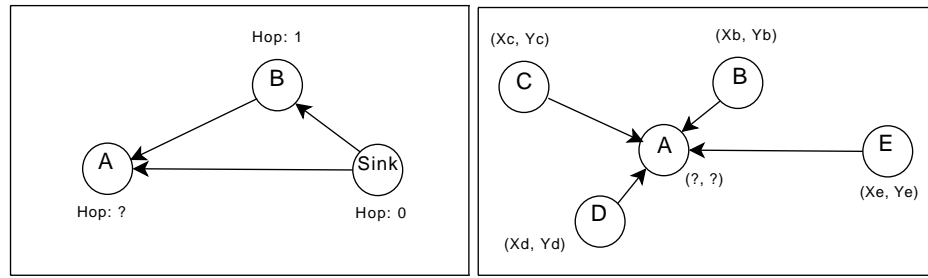 Hop: 1
B
A
Sink
Hop: ?
Hop: 0
(Xc, Yc)
(Xb, Yb)
C
B
A
E
(?, ?)
(Xe, Ye)
D
(Xd, Yd)